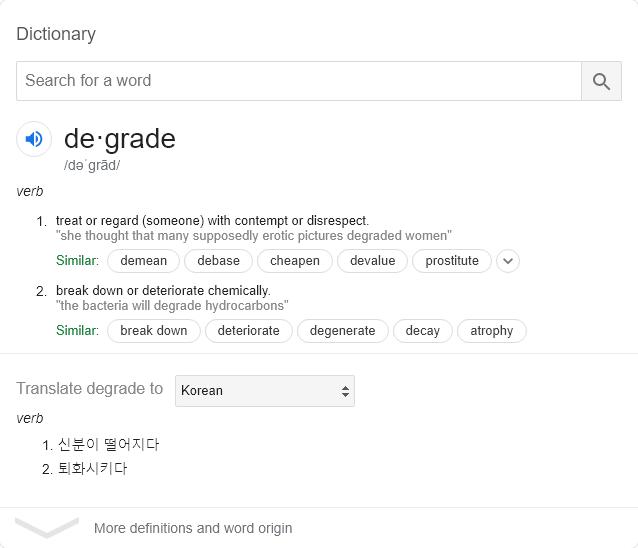 Dictionary
Search for a word
de·grade
/dəˈɡrād/
verb
1. treat or regard (someone) with contempt or disrespect.
"she thought that many supposedly erotic pictures degraded women"
Similar: demean debase cheapen devalue prostitute
2. break down or deteriorate chemically.
"the bacteria will degrade hydrocarbons"
Similar: break down deteriorate degenerate decay atrophy
Translate degrade to Korean
verb
1. 신분이 떨어지다
2. 퇴화시키다
More definitions and word origin